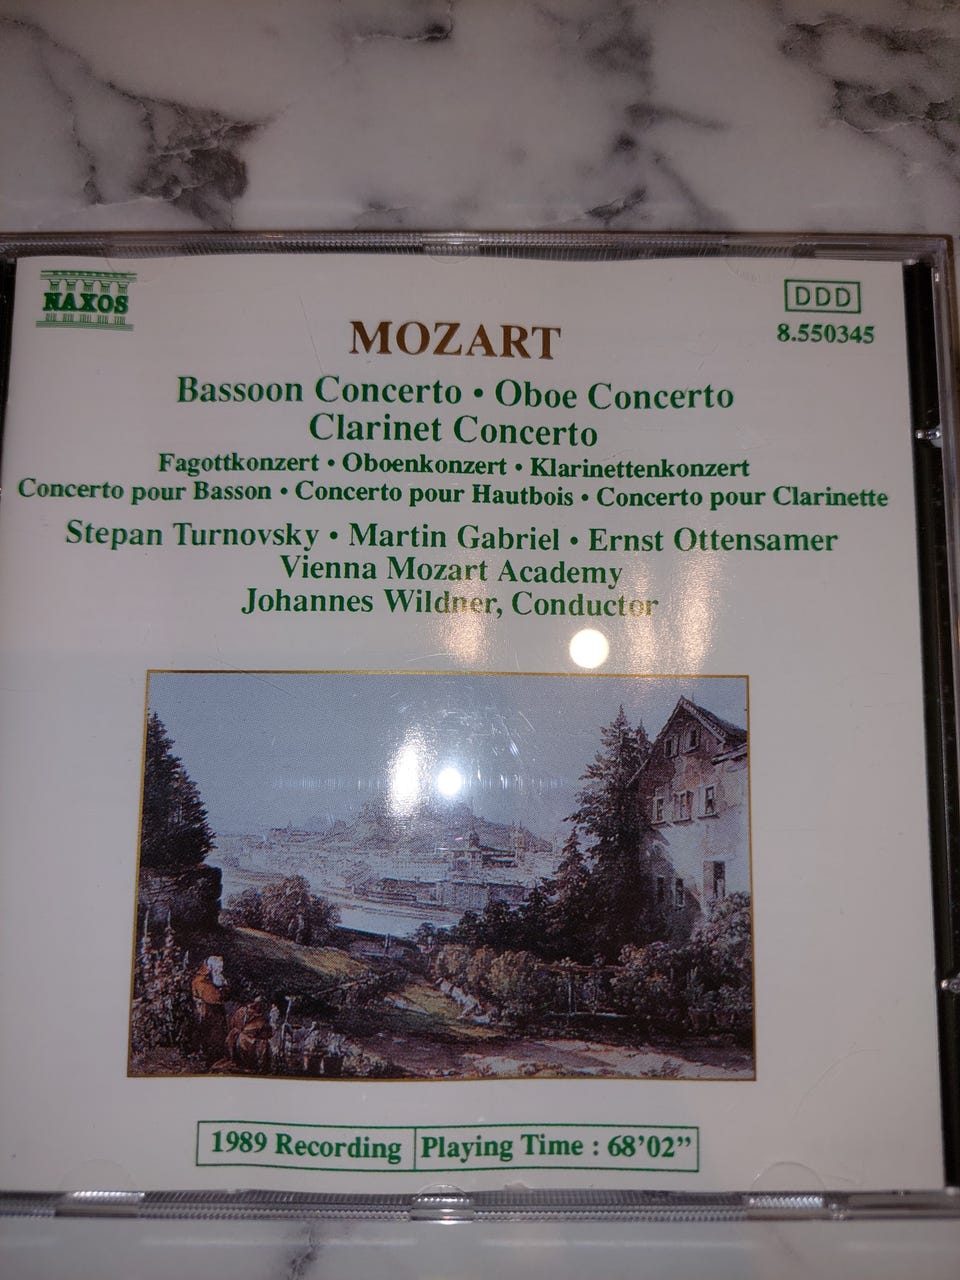 NAXOS
DDD
8.550345
MOZART
Bassoon Concerto • Oboe Concerto
Clarinet Concerto
Fagottkonzert • Oboenkonzert • Klarinettenkonzert
Concerto pour Basson • Concerto pour Hautbois • Concerto pour Clarinette
Stepan Turnovsky • Martin Gabriel • Ernst Ottensamer
Vienna Mozart Academy
Johannes Wildner, Conductor
1989 Recording Playing Time : 68’02”